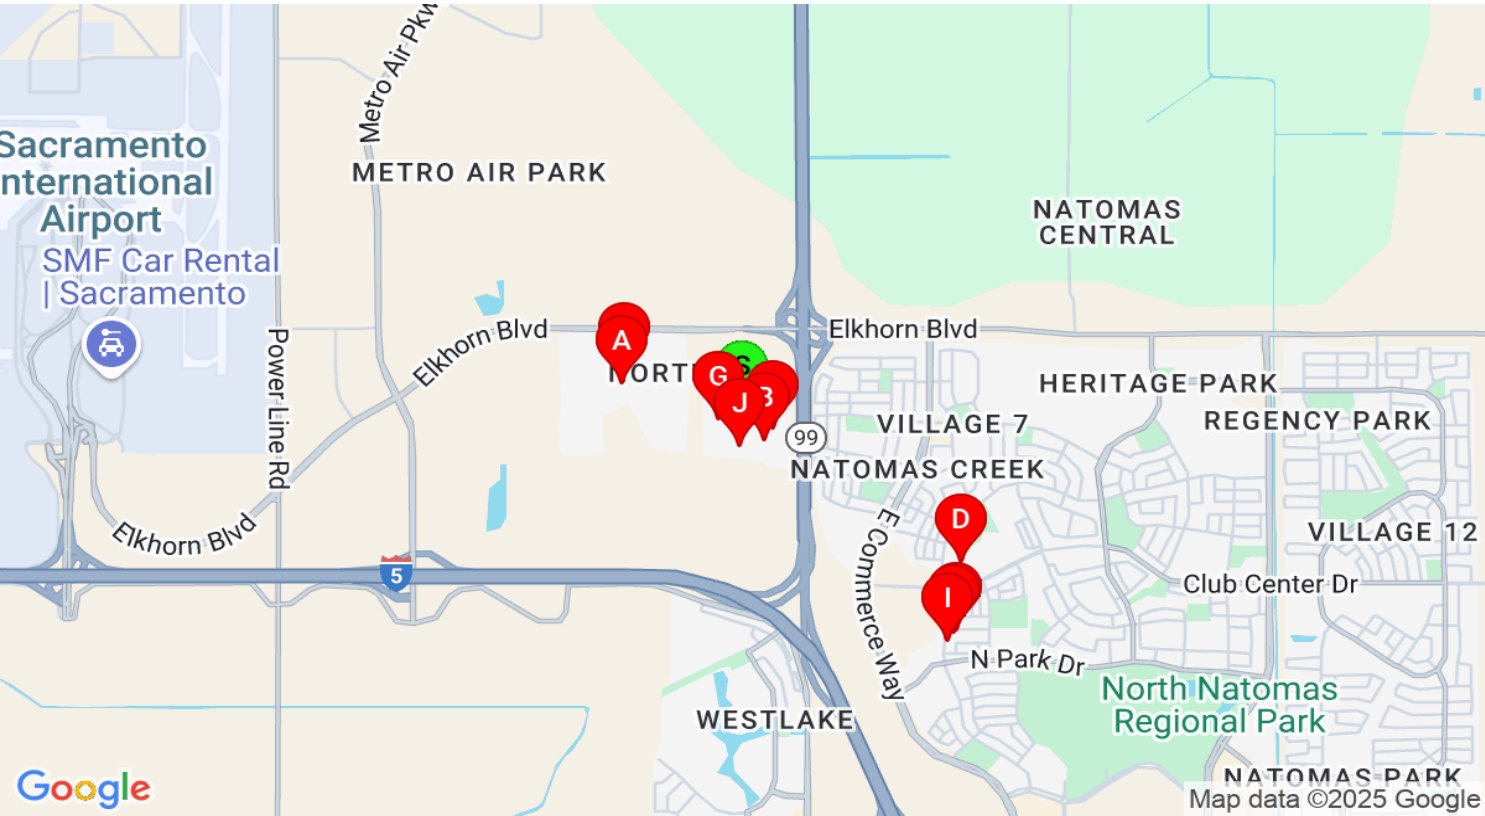 Metro Air Pkw
Sacramento
International
Airport
METRO AIR PARK
NATOMAS
CENTRAL
SMF Car Rental
| Sacramento
Elkhorn Blvd
Elkhorn Blvd
Power Line Rd
A
S
G
NORT
J
B
HERITAGE PARK
REGENCY PARK
VILLAGE 7
99
NATOMAS CREEK
D
E Commerce Way
Elkhorn Blvd
VILLAGE 12
5
Club Center Dr
I
N Park Dr
North Natomas
Regional Park
WESTLAKE
NATOMAS PARK
Google
Map data ©2025 Google